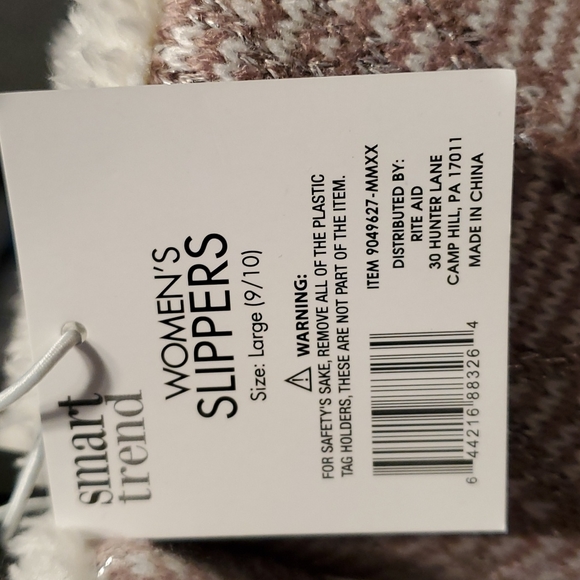 smart
trend
WOMEN'S
SLIPPERS
Size: Large (9/10)
⚠ WARNING:
FOR SAFETY'S SAKE, REMOVE ALL OF THE PLASTIC
TAG HOLDERS, THESE ARE NOT PART OF THE ITEM.
ITEM 9049627-MMXX
DISTRIBUTED BY:
RITE AID
30 HUNTER LANE
CAMP HILL, PA 17011
MADE IN CHINA
6 44216 88326 4